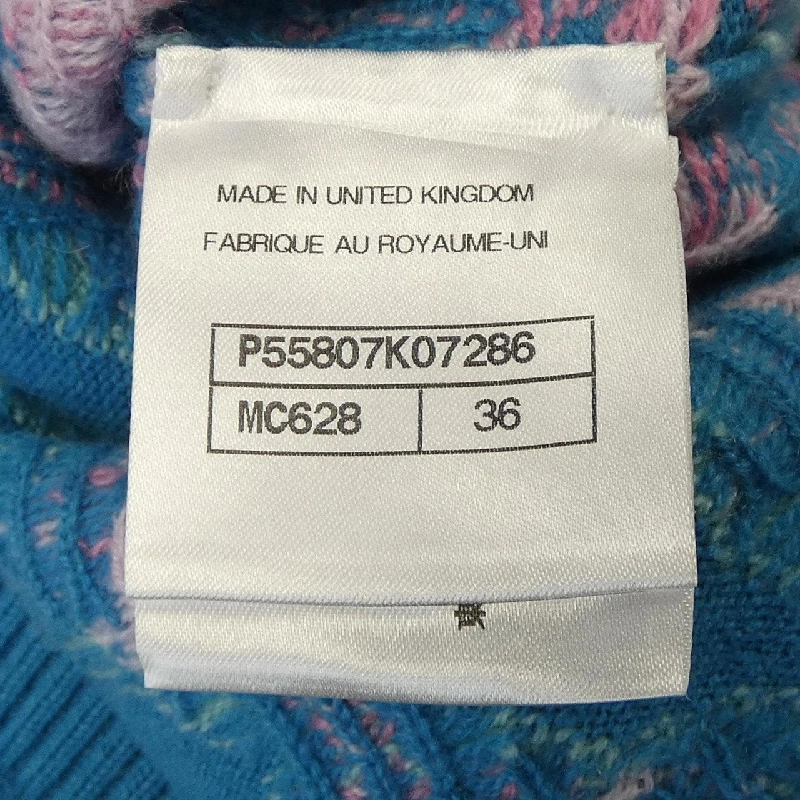 MADE IN UNITED KINGDOM
FABRIQUE AU ROYAUME-UNI
P55807K07286
MC628 36